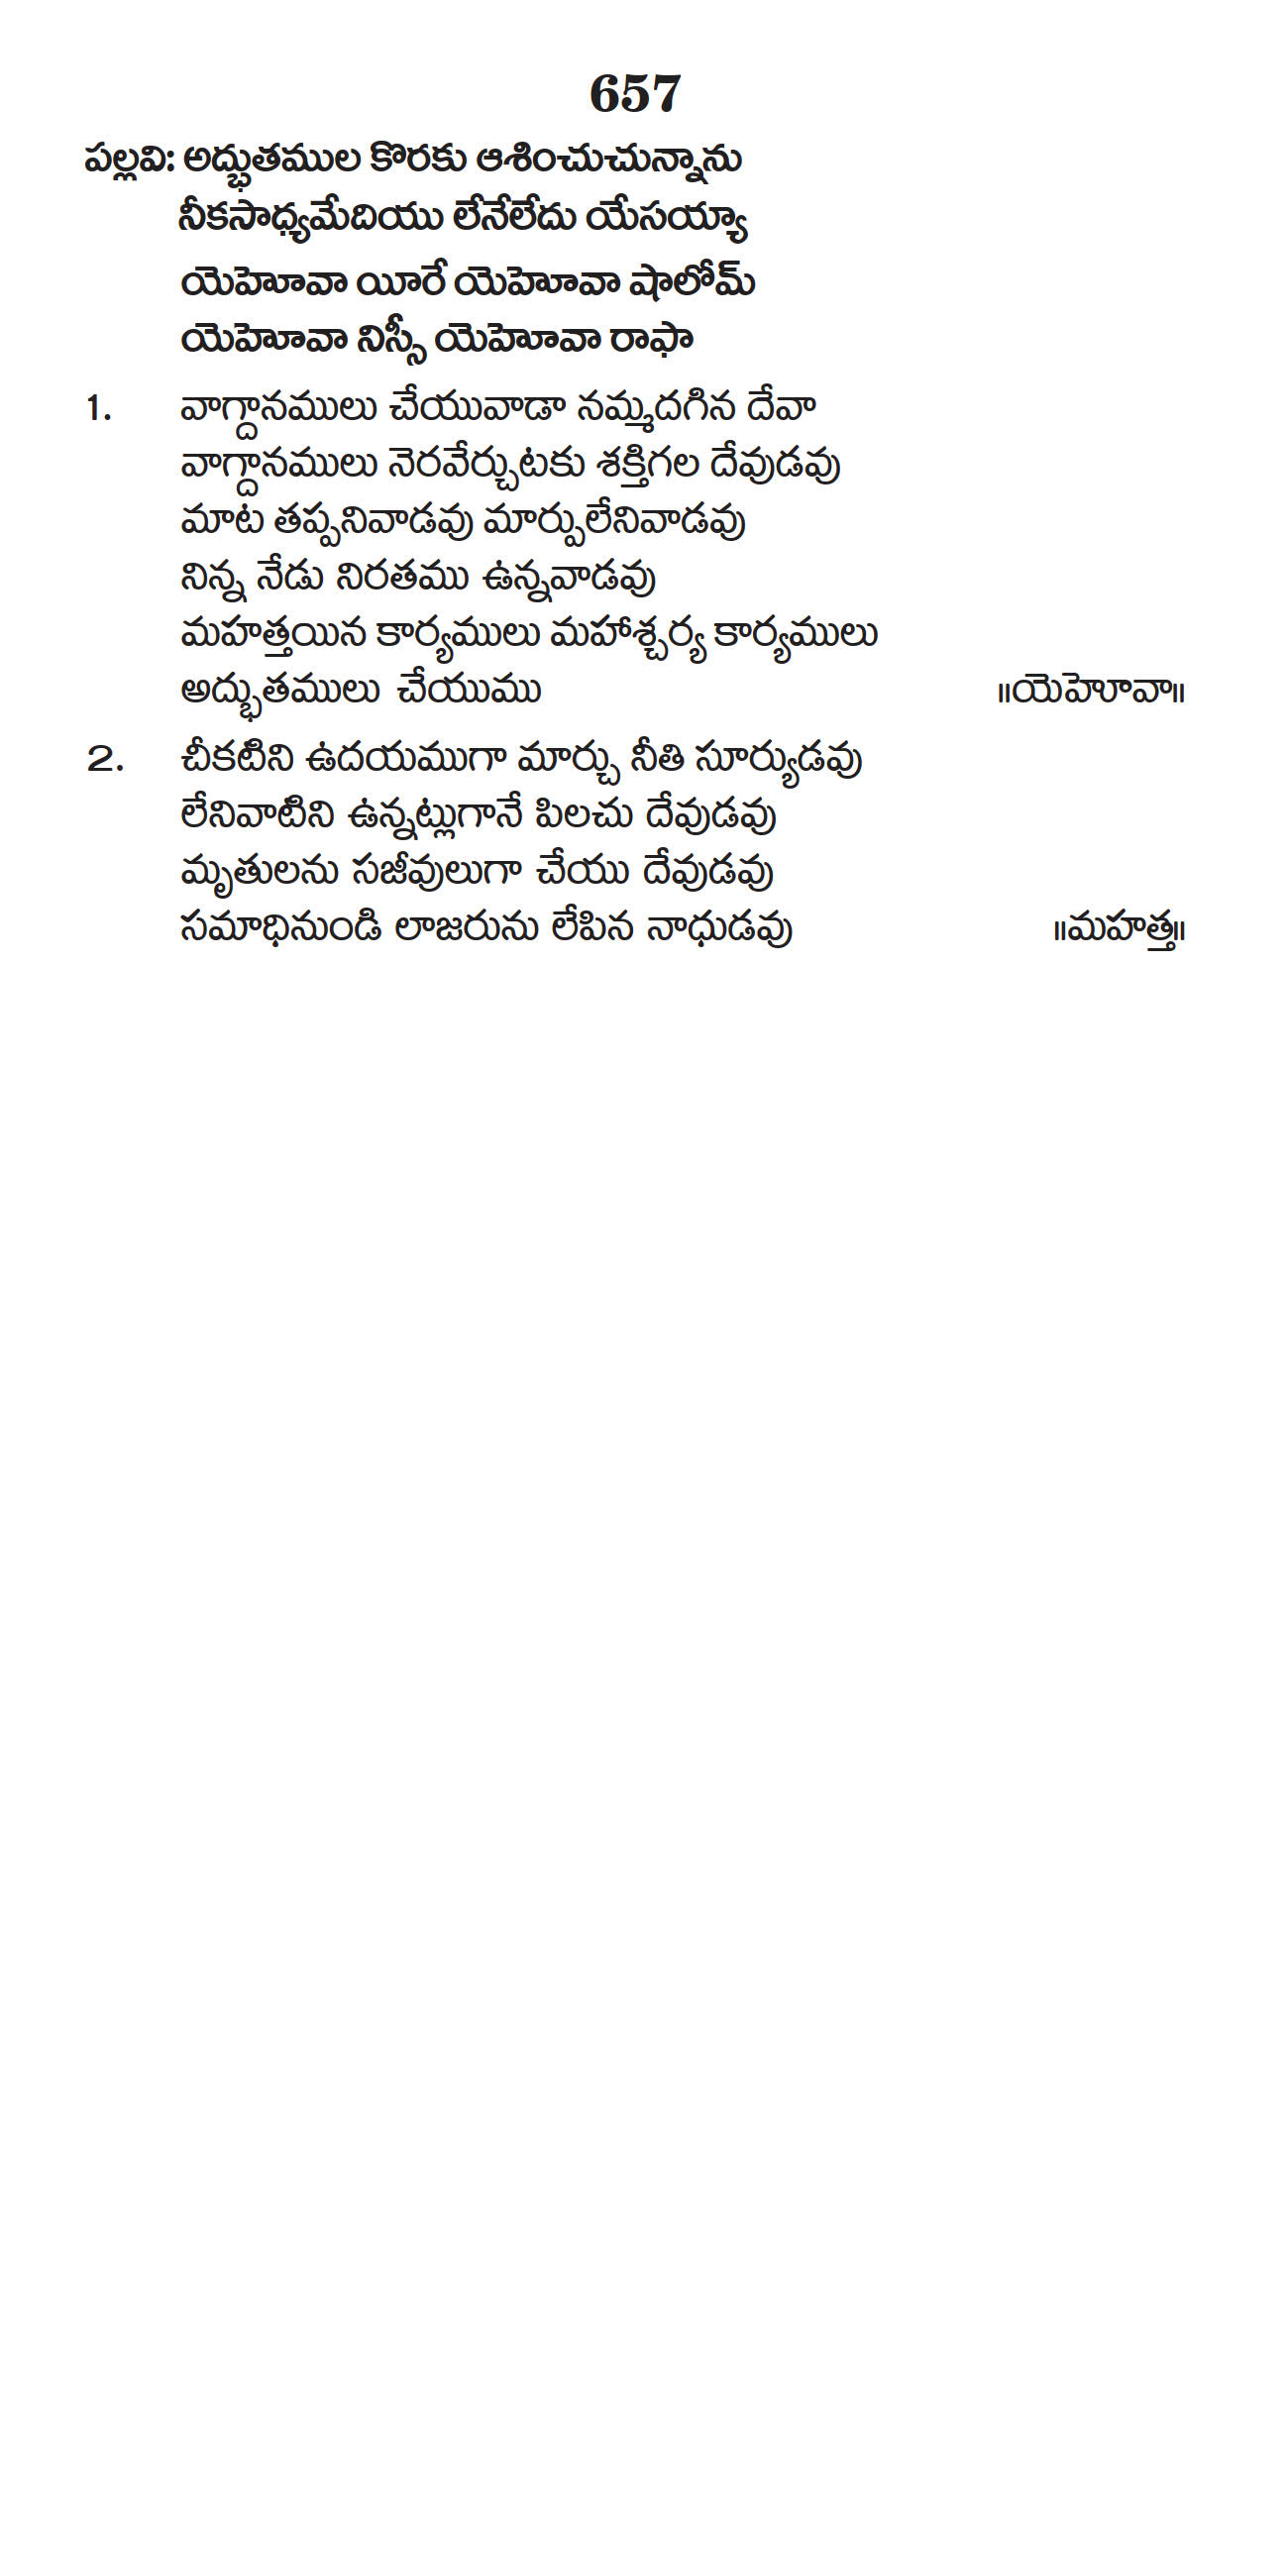 657
పల్లవి: అద్భుతముల కొరకు ఆశించుచున్నాను
నీకసాధ్యమేదియు లేనేలేదు యేసయ్యా
యెహెూవా యీరే యెహెూవా షాలోమ్
యెహెూవా నిస్సీ యెహెూవా రాఫా
1. వాగ్దానములు చేయువాడా నమ్మదగిన దేవా
వాగ్దానములు నెరవేర్చుటకు శక్తిగల దేవుడవు
మాట తప్పనివాడవు మార్పులేనివాడవు
నిన్న నేడు నిరతము ఉన్నవాడవు
మహత్తయిన కార్యములు మహాశ్చర్య కార్యములు
అద్భుతములు చేయుము ॥యెహెూవా॥
2. చీకటిని ఉదయముగా మార్చు నీతి సూర్యుడవు
లేనివాటిని ఉన్నట్లుగానే పిలచు దేవుడవు
మృతులను సజీవులుగా చేయు దేవుడవు
సమాధినుండి లాజరును లేపిన నాధుడవు ॥మహత్త॥